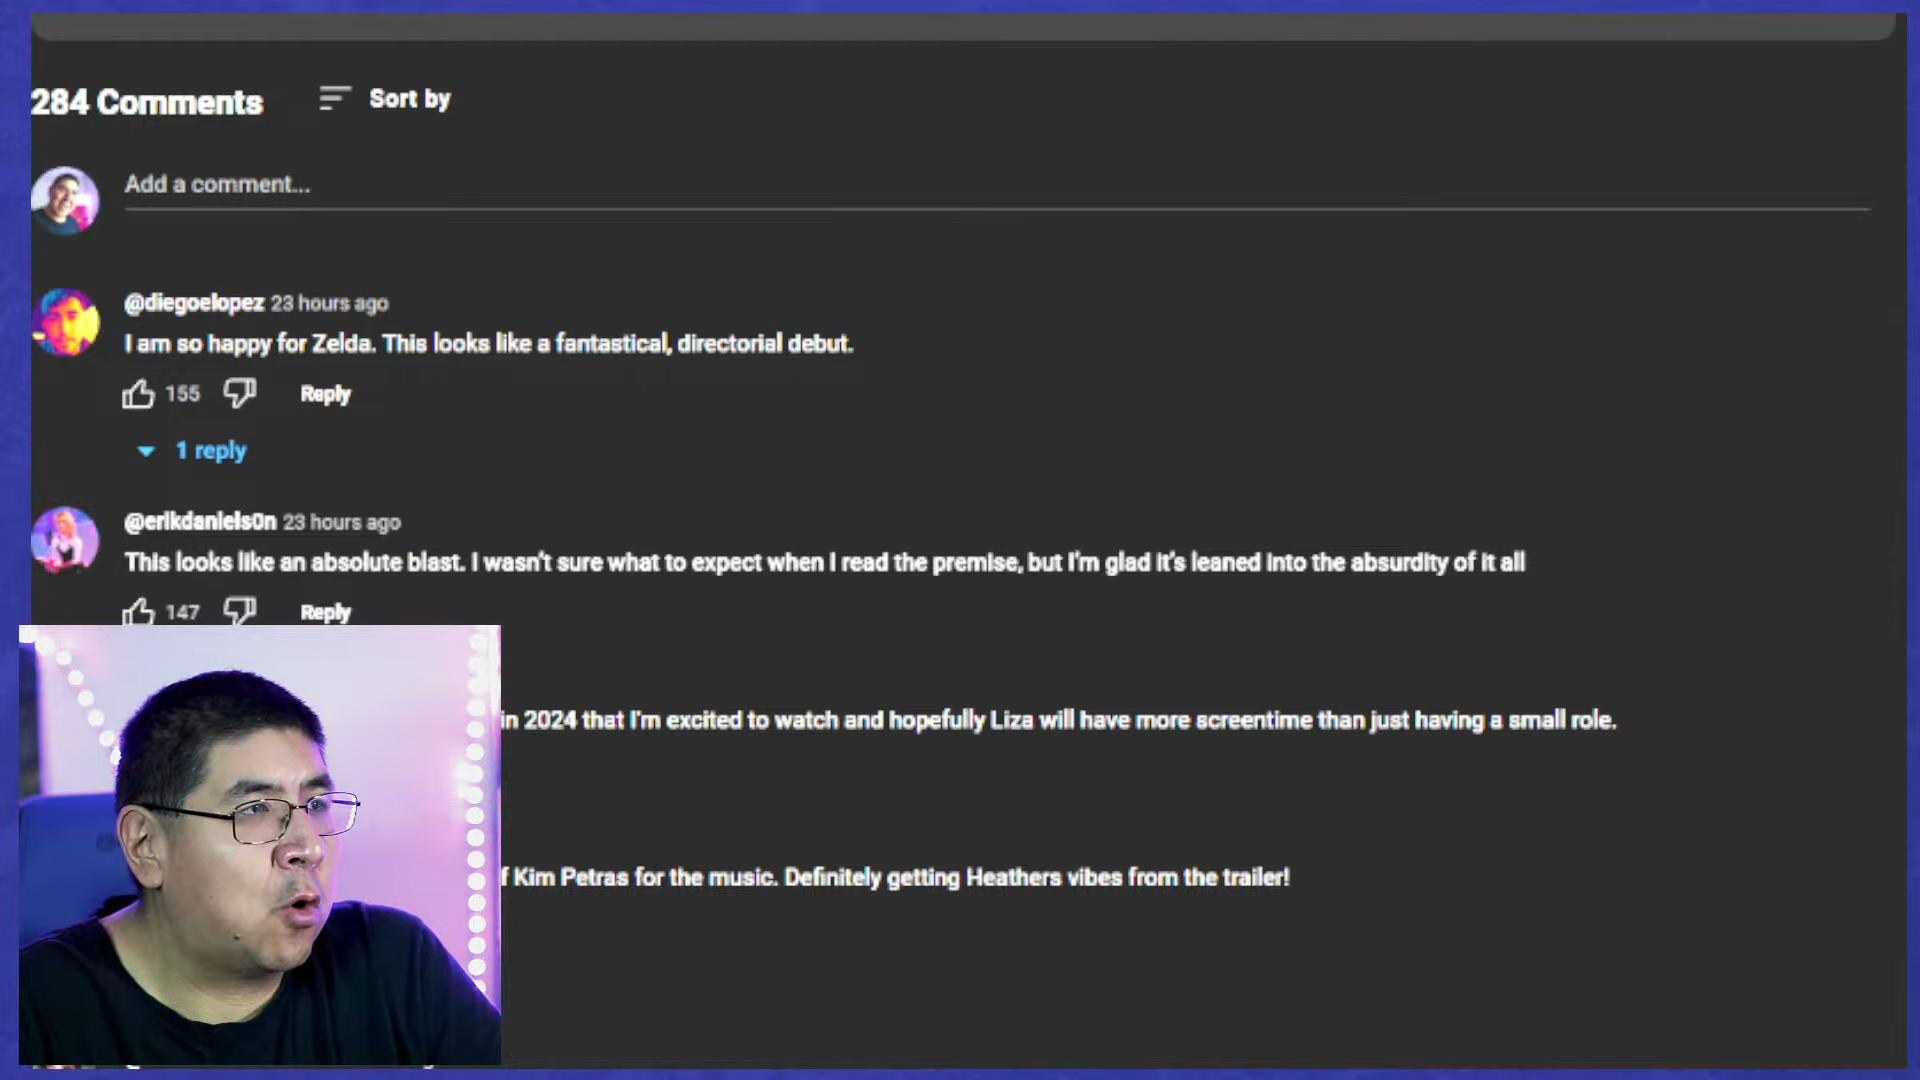 284 Comments
Sort by
Add a comment...
@diegoelopez 23 hours ago
I am so happy for Zelda. This looks like a fantastical, directorial debut.
155 Reply
1 reply
@erikdaniels0n 23 hours ago
This looks like an absolute blast. I wasn't sure what to expect when I read the premise, but I'm glad it's leaned into the absurdity of it all
147 Reply
in 2024 that I'm excited to watch and hopefully Liza will have more screentime than just having a small role.
f Kim Petras for the music. Definitely getting Heathers vibes from the trailer!